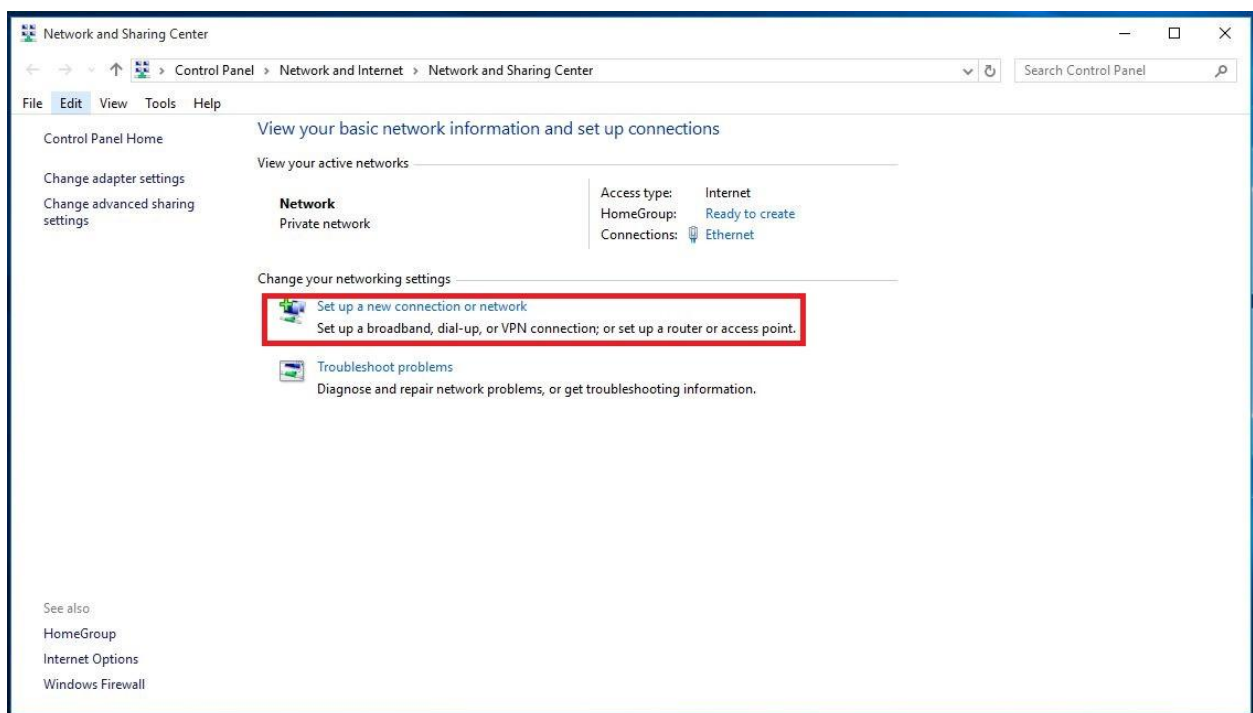 Network and Sharing Center
Control Panel > Network and Internet > Network and Sharing Center
Search Control Panel
File Edit View Tools Help
Control Panel Home
Change adapter settings
Change advanced sharing
settings
View your basic network information and set up connections
View your active networks
Network
Private network
Access type: Internet
HomeGroup: Ready to create
Connections: Ethernet
Change your networking settings
Set up a new connection or network
Set up a broadband, dial-up, or VPN connection; or set up a router or access point.
Troubleshoot problems
Diagnose and repair network problems, or get troubleshooting information.
See also
HomeGroup
Internet Options
Windows Firewall